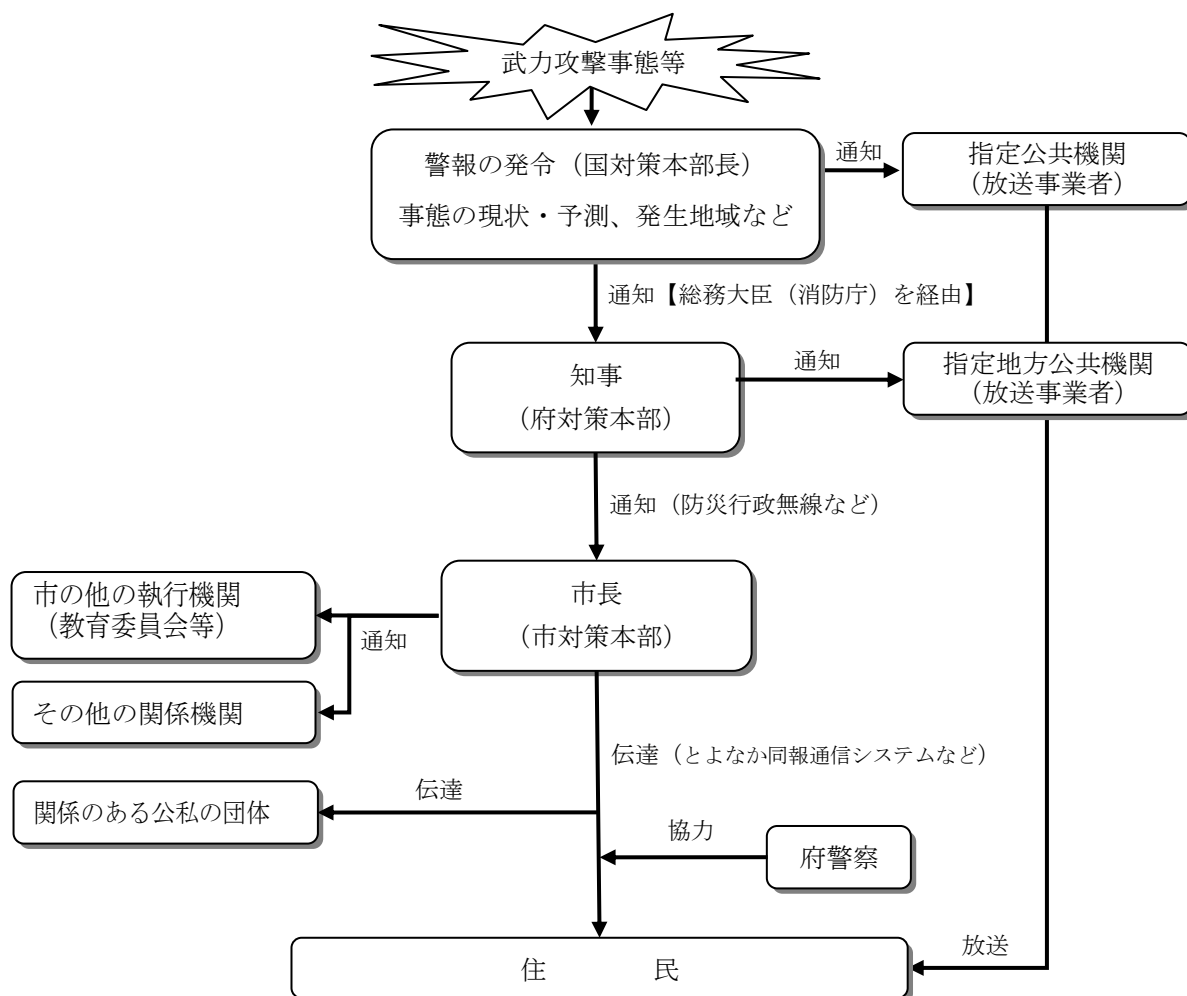 武力攻撃事態等
警報の発令（国対策本部長）
事態の現状・予測、発生地域など
通知
指定公共機関
（放送事業者）
通知【総務大臣（消防庁）を経由】
知事
（府対策本部）
通知
指定地方公共機関
（放送事業者）
通知（防災行政無線など）
市長
（市対策本部）
市の他の執行機関
（教育委員会等）
通知
その他の関係機関
伝達（とよなか同報通信システムなど）
関係のある公私の団体
伝達
協力
府警察
放送
住　　　民